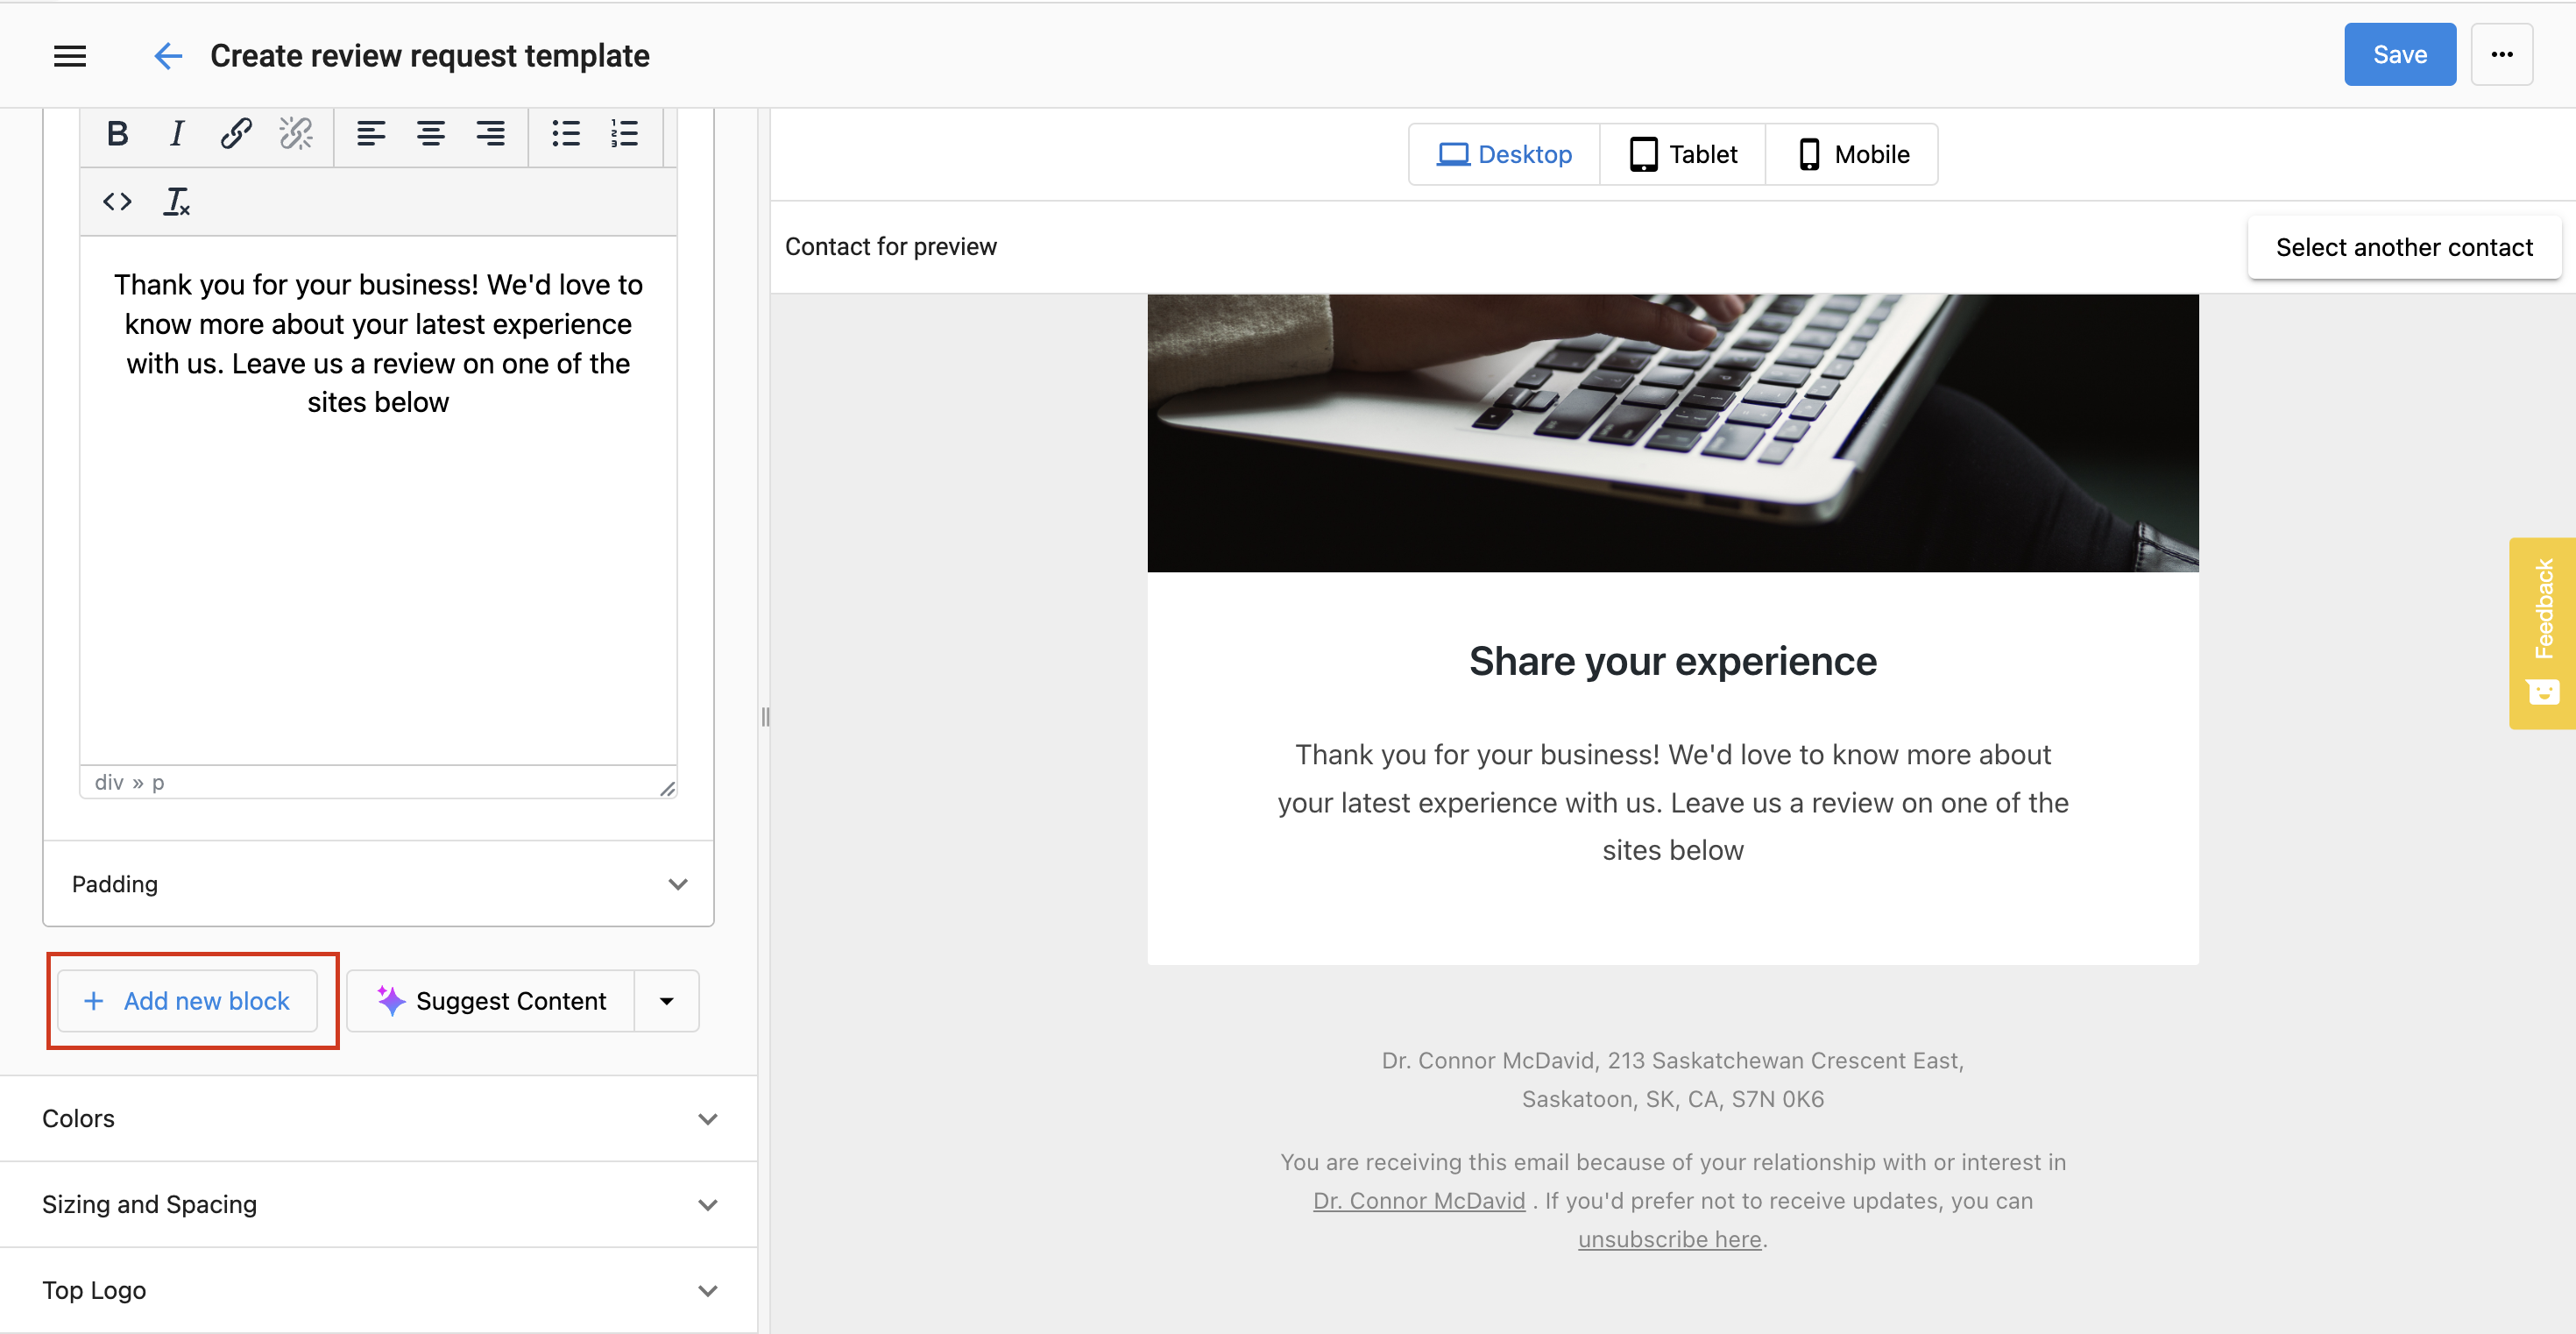 Create review request template
Save
Desktop
Tablet
Mobile
Contact for preview
Select another contact
Thank you for your business! We'd love to
know more about your latest experience
with us. Leave us a review on one of the
sites below
div » p
Padding
Add new block
Suggest Content
Colors
Sizing and Spacing
Top Logo
Share your experience
Thank you for your business! We'd love to know more about
your latest experience with us. Leave us a review on one of the
sites below
Dr. Connor McDavid, 213 Saskatchewan Crescent East,
Saskatoon, SK, CA, S7N 0K6
You are receiving this email because of your relationship with or interest in
Dr. Connor McDavid . If you'd prefer not to receive updates, you can
unsubscribe here.
Feedback